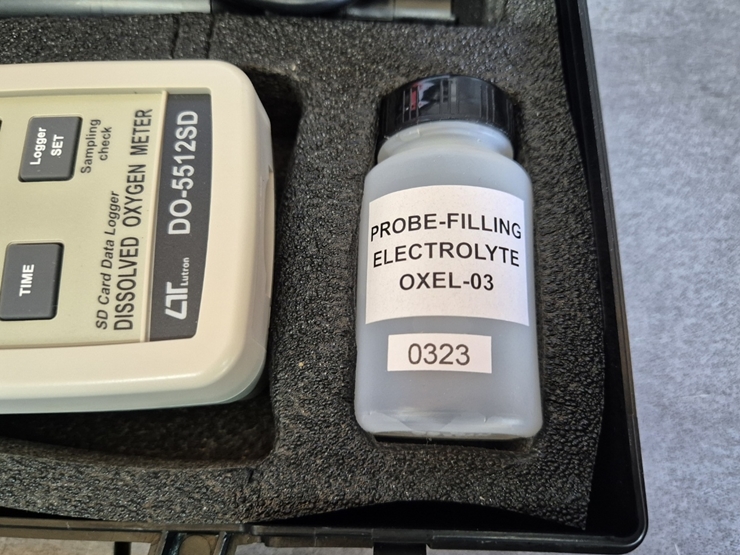 Logger
SET
Sampling
check
TIME
SD Card Data Logger
DISSOLVED OXYGEN METER
Lutron
DO-5512SD
PROBE-FILLING
ELECTROLYTE
OXEL-03
0323